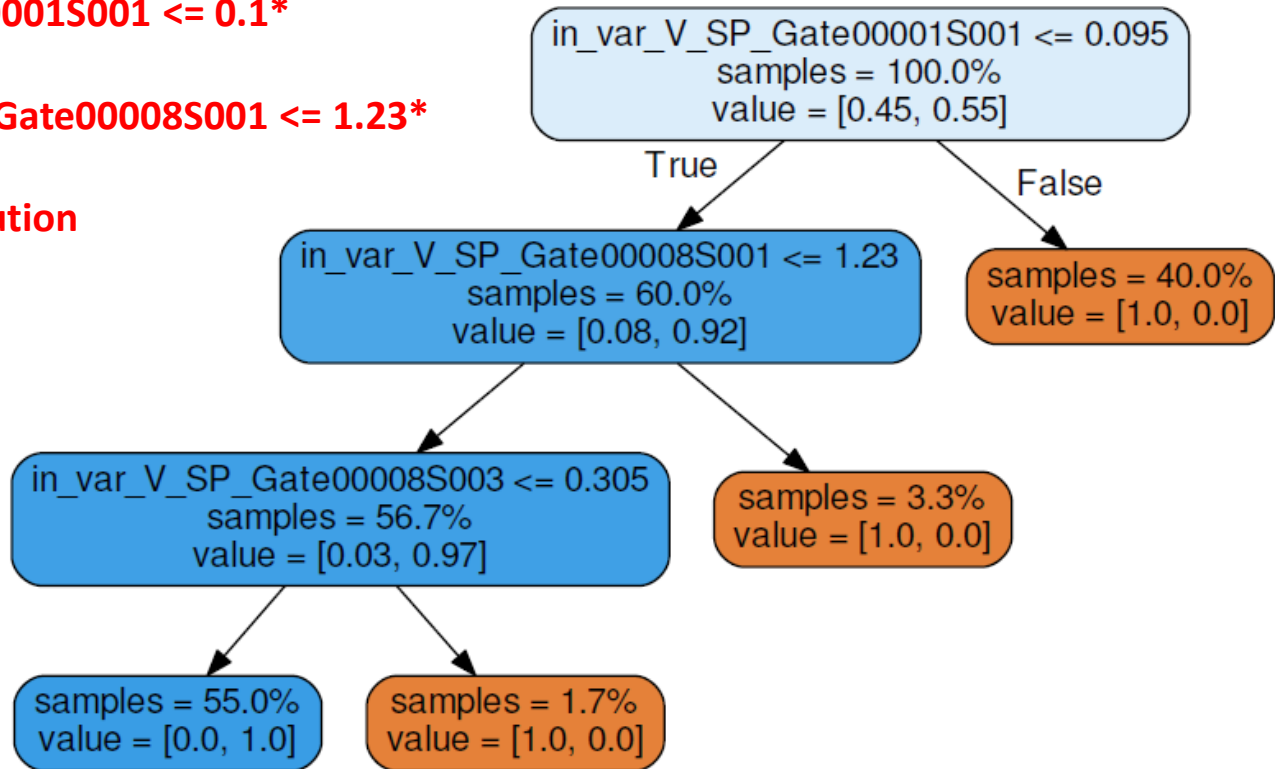 001S001 <= 0.1*
Gate00008S001 <= 1.23*
ution
in_var_V_SP_Gate00001S001 <= 0.095
samples = 100.0%
value = [0.45, 0.55]
True
False
in_var_V_SP_Gate00008S001 <= 1.23
samples = 60.0%
value = [0.08, 0.92]
samples = 40.0%
value = [1.0, 0.0]
in_var_V_SP_Gate00008S003 <= 0.305
samples = 56.7%
value = [0.03, 0.97]
samples = 3.3%
value = [1.0, 0.0]
samples = 55.0%
value = [0.0, 1.0]
samples = 1.7%
value = [1.0, 0.0]